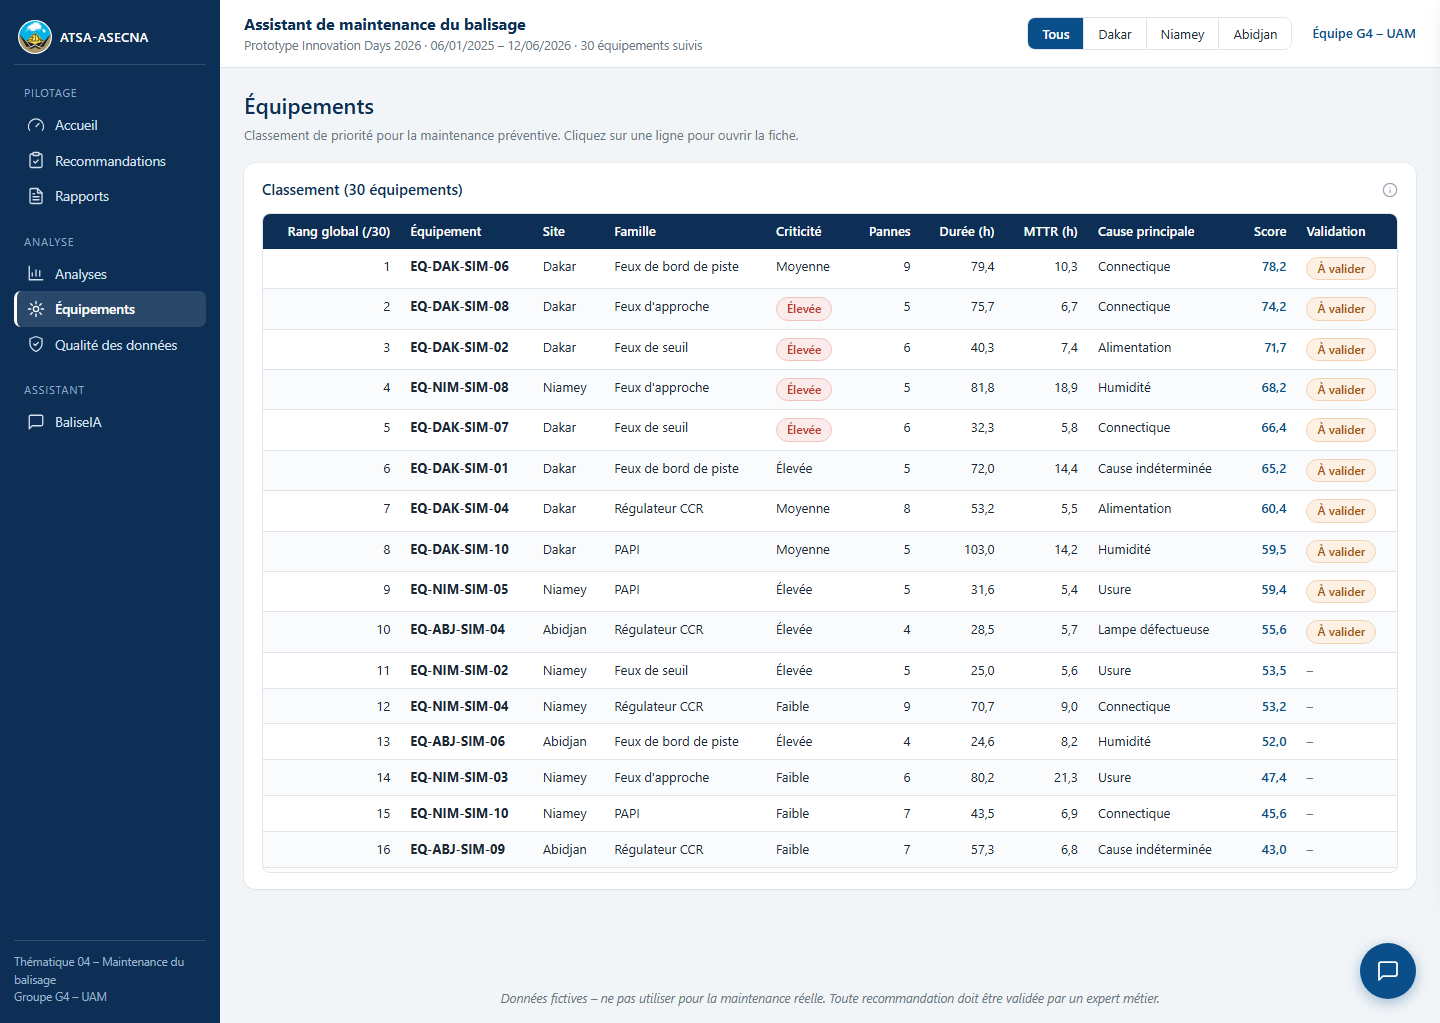 ATSA-ASECNA
PILOTAGE
Accueil
Recommandations
Rapports
ANALYSE
Analyses
Équipements
Qualité des données
ASSISTANT
BaliseIA
Thématique 04 – Maintenance du
balisage
Groupe G4 – UAM
Assistant de maintenance du balisage
Prototype Innovation Days 2026 · 06/01/2025 – 12/06/2026 · 30 équipements suivis
Tous Dakar Niamey Abidjan Équipe G4 – UAM
Équipements
Classement de priorité pour la maintenance préventive. Cliquez sur une ligne pour ouvrir la fiche.
Classement (30 équipements)
Rang global (/30) Équipement Site Famille Criticité Pannes Durée (h) MTTR (h) Cause principale Score Validation
1 EQ-DAK-SIM-06 Dakar Feux de bord de piste Moyenne 9 79,4 10,3 Connectique 78,2 À valider
2 EQ-DAK-SIM-08 Dakar Feux d'approche Élevée 5 75,7 6,7 Connectique 74,2 À valider
3 EQ-DAK-SIM-02 Dakar Feux de seuil Élevée 6 40,3 7,4 Alimentation 71,7 À valider
4 EQ-NIM-SIM-08 Niamey Feux d'approche Élevée 5 81,8 18,9 Humidité 68,2 À valider
5 EQ-DAK-SIM-07 Dakar Feux de seuil Élevée 6 32,3 5,8 Connectique 66,4 À valider
6 EQ-DAK-SIM-01 Dakar Feux de bord de piste Élevée 5 72,0 14,4 Cause indéterminée 65,2 À valider
7 EQ-DAK-SIM-04 Dakar Régulateur CCR Moyenne 8 53,2 5,5 Alimentation 60,4 À valider
8 EQ-DAK-SIM-10 Dakar PAPI Moyenne 5 103,0 14,2 Humidité 59,5 À valider
9 EQ-NIM-SIM-05 Niamey PAPI Élevée 5 31,6 5,4 Usure 59,4 À valider
10 EQ-ABJ-SIM-04 Abidjan Régulateur CCR Élevée 4 28,5 5,7 Lampe défectueuse 55,6 À valider
11 EQ-NIM-SIM-02 Niamey Feux de seuil Élevée 5 25,0 5,6 Usure 53,5 –
12 EQ-NIM-SIM-04 Niamey Régulateur CCR Faible 9 70,7 9,0 Connectique 53,2 –
13 EQ-ABJ-SIM-06 Abidjan Feux de bord de piste Élevée 4 24,6 8,2 Humidité 52,0 –
14 EQ-NIM-SIM-03 Niamey Feux d'approche Faible 6 80,2 21,3 Usure 47,4 –
15 EQ-NIM-SIM-10 Niamey PAPI Faible 7 43,5 6,9 Connectique 45,6 –
16 EQ-ABJ-SIM-09 Abidjan Régulateur CCR Faible 7 57,3 6,8 Cause indéterminée 43,0 –
Données fictives – ne pas utiliser pour la maintenance réelle. Toute recommandation doit être validée par un expert métier.